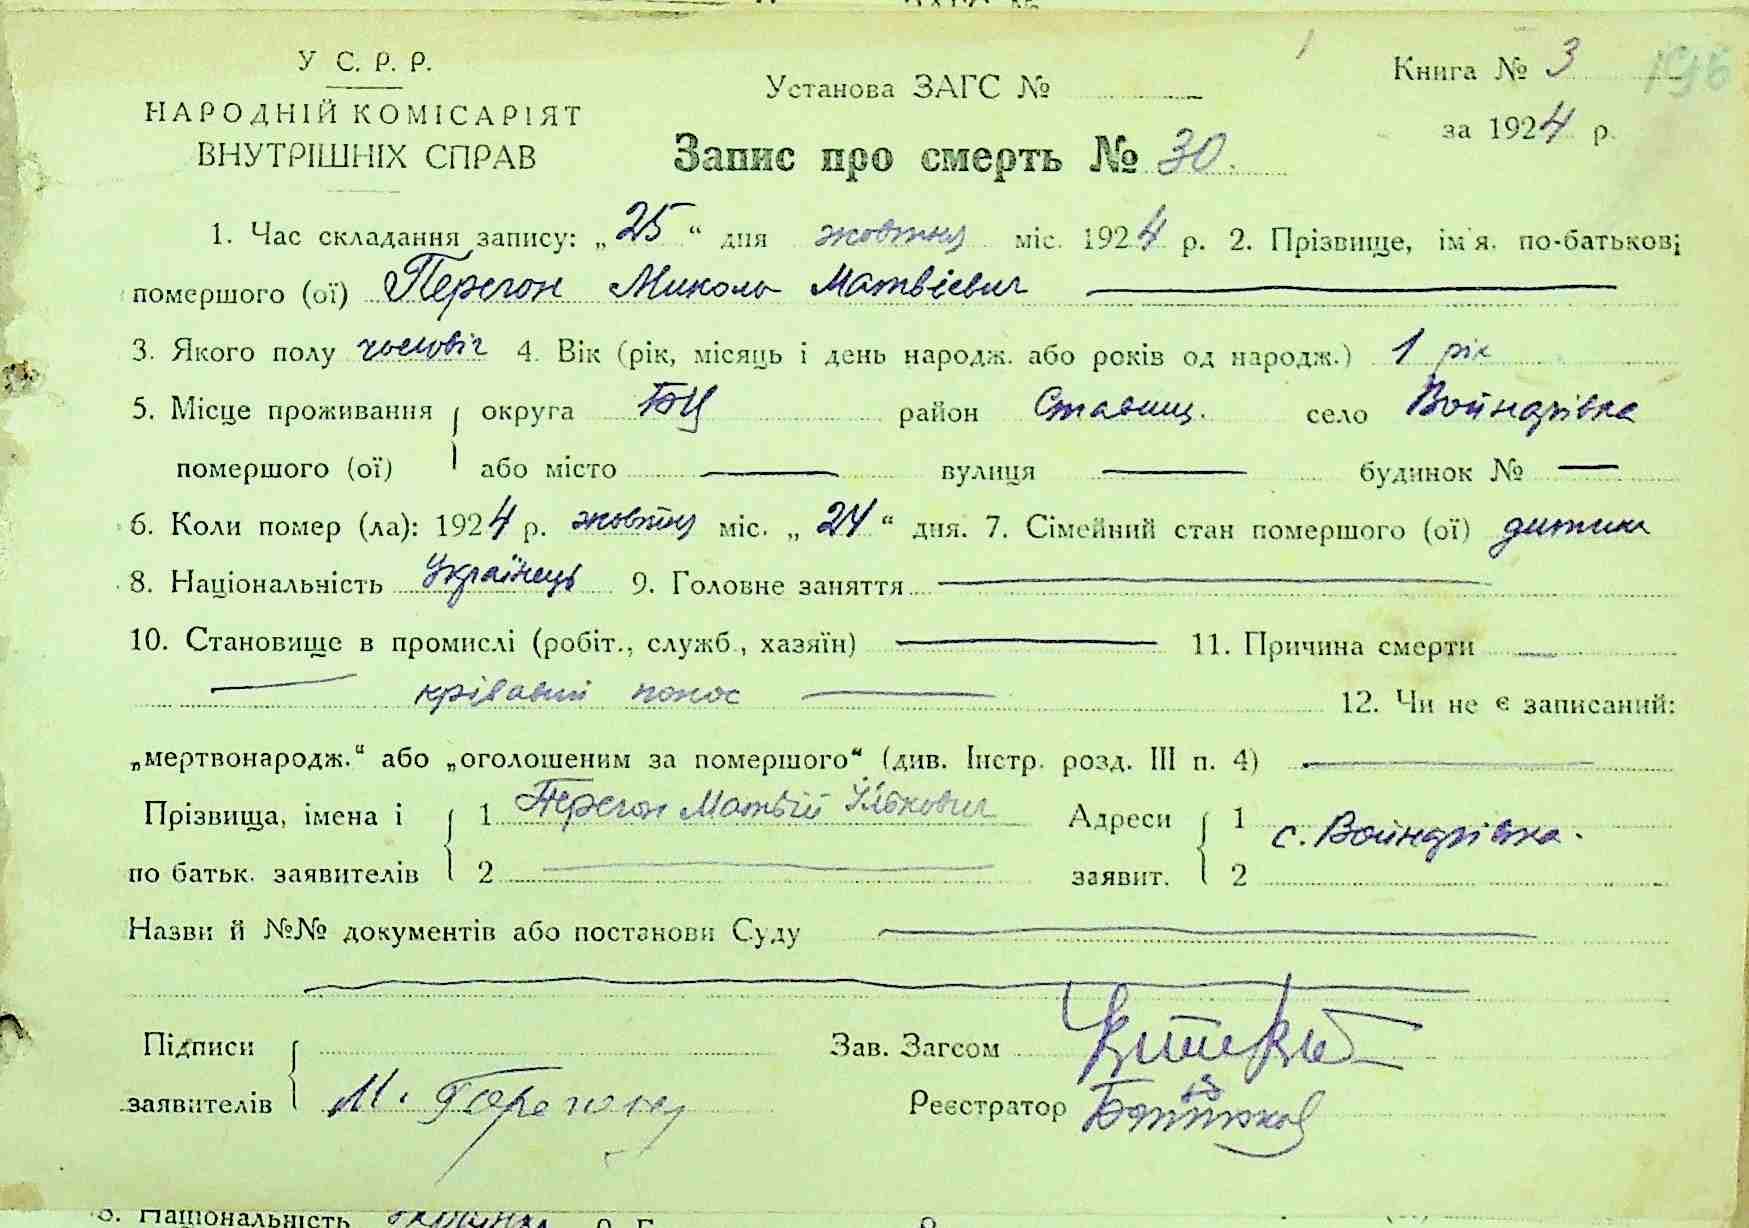 У С. Р. Р.
НАРОДНІЙ КОМІСАРІЯТ
ВНУТРІШНІХ СПРАВ
Установа ЗАГС №
Книга № 3
196
за 1924 р.
Запис про смерть № 30.
1. Час складання запису: „25“ дня жовтня міс. 1924 р. 2. Прізвище, ім'я, по-батькові
помершого (ої) Перегон Микола Матвієвич
3. Якого полу чоловіч 4. Вік (рік, місяць і день народж. або років од народж.) 1 рік
5. Місце проживання округа БЦ район Ставищ. село Войнарівка
помершого (ої) або місто — вулиця — будинок № —
6. Коли помер (ла): 1924 р. жовтня міс. „24“ дня. 7. Сімейний стан помершого (ої) дитина
8. Національність Українець 9. Головне заняття —
10. Становище в промислі (робіт., служб., хазяїн) — 11. Причина смерти —
— крівавий понос — 12. Чи не є записаний:
„мертвонародж.“ або „оголошеним за помершого“ (див. Інстр. розд. III п. 4) —
Прізвища, імена і 1 Перегон Матвій Юськович Адреси 1 с. Войнарівка.
по батьк. заявителів 2 — заявит. 2
Назви й №№ документів або постанови Суду —
Підписи Зав. Загсом
заявителів М. Перегон Реєстратор
8. Національність